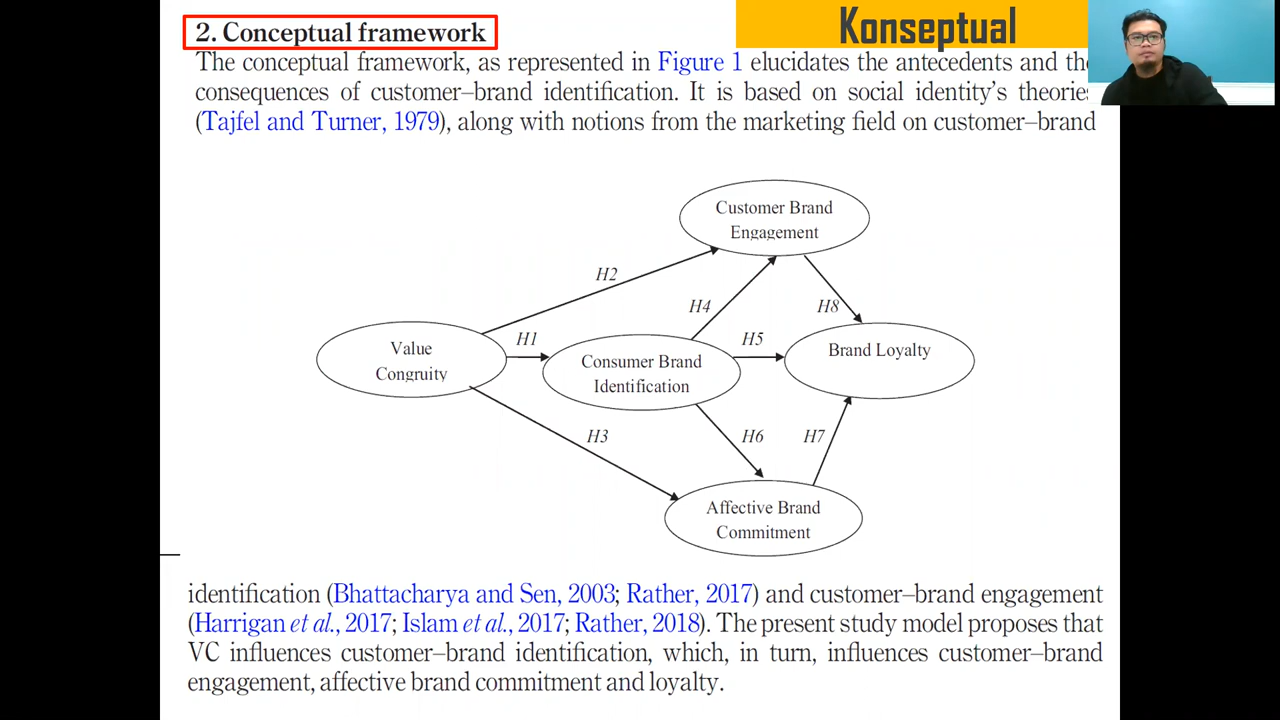 2. Conceptual framework
Konseptual
The conceptual framework, as represented in Figure 1 elucidates the antecedents and the
consequences of customer–brand identification. It is based on social identity's theories
(Tajfel and Turner, 1979), along with notions from the marketing field on customer–brand
Customer Brand
Engagement
H2
H4
H8
H1
H5
Value
Congruity
Consumer Brand
Identification
Brand Loyalty
H3
H6
H7
Affective Brand
Commitment
identification (Bhattacharya and Sen, 2003; Rather, 2017) and customer–brand engagement
(Harrigan et al., 2017; Islam et al., 2017; Rather, 2018). The present study model proposes that
VC influences customer–brand identification, which, in turn, influences customer–brand
engagement, affective brand commitment and loyalty.